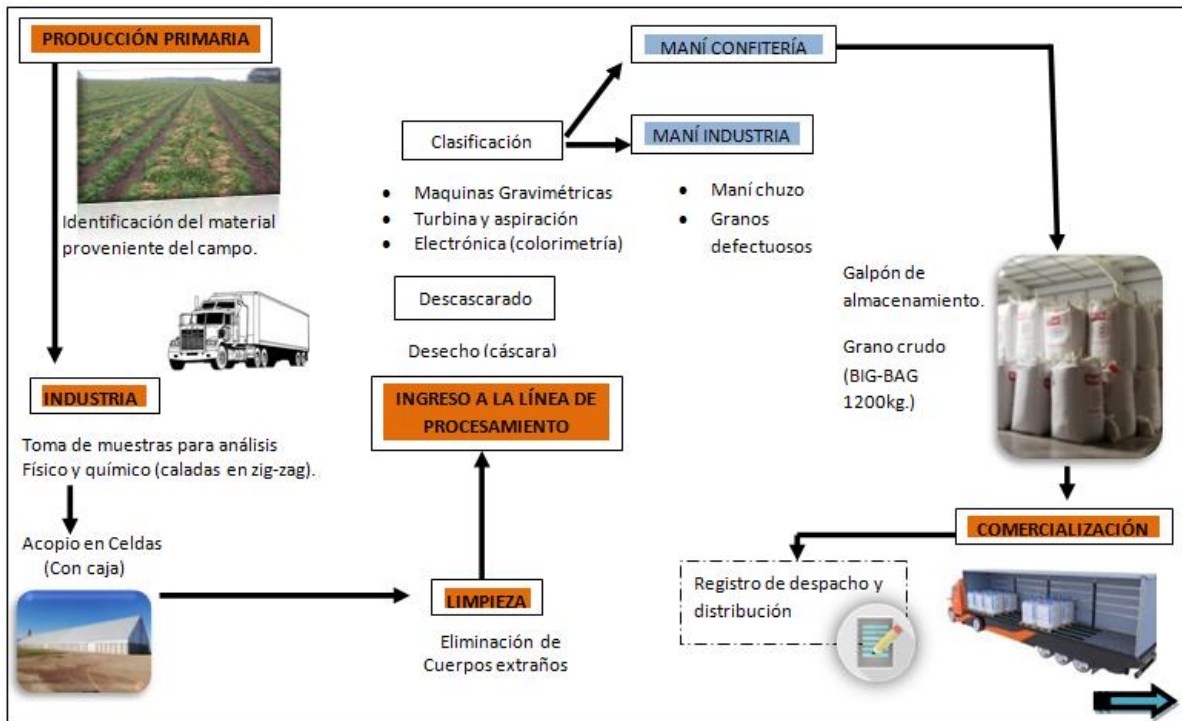 PRODUCCIÓN PRIMARIA
Identificación del material
proveniente del campo.
INDUSTRIA
Toma de muestras para análisis
Físico y químico (caladas en zig-zag).
Acopio en Celdas
(Con caja)
LIMPIEZA
Eliminación de
Cuerpos extraños
INGRESO A LA LÍNEA DE
PROCESAMIENTO
Descascarado
Desecho (cáscara)
Clasificación
• Maquinas Gravimétricas
• Turbina y aspiración
• Electrónica (colorimetría)
MANÍ CONFITERÍA
MANÍ INDUSTRIA
• Maní chuzo
• Granos
defectuosos
Galpón de
almacenamiento.
Grano crudo
(BIG-BAG
1200kg.)
COMERCIALIZACIÓN
Registro de despacho y
distribución